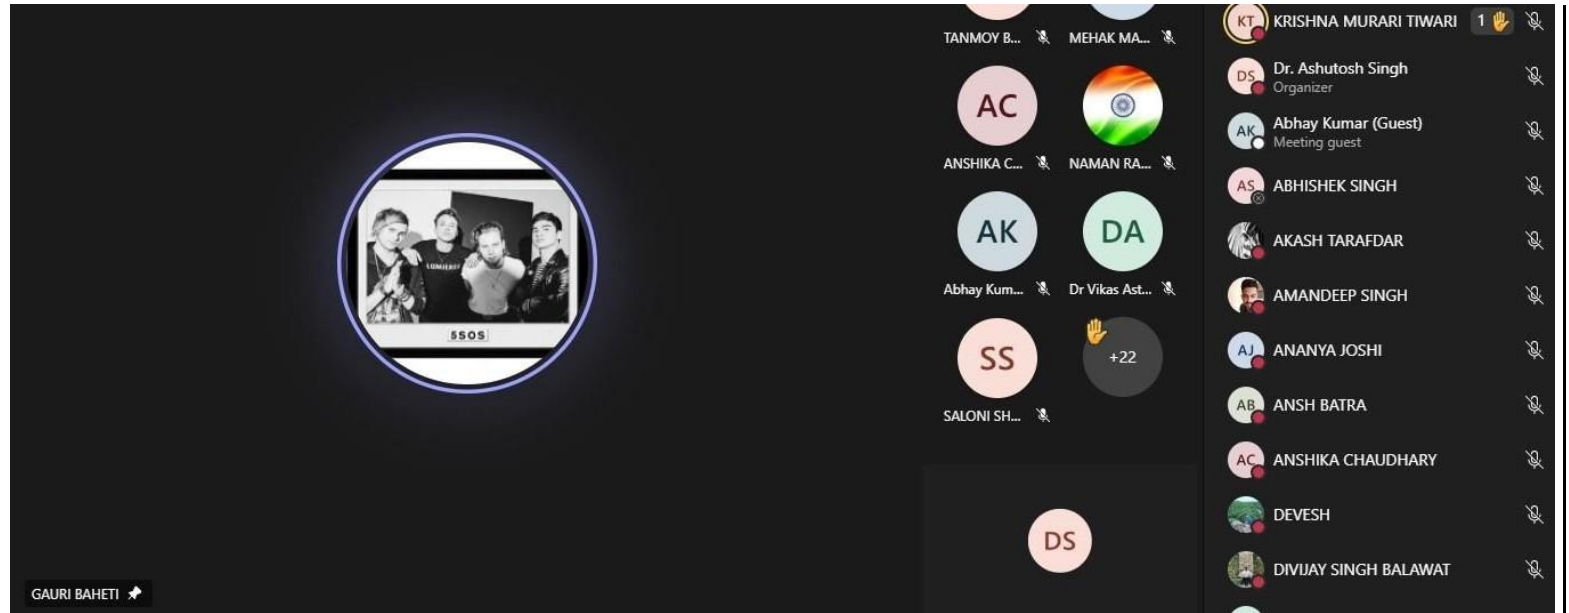 LUMIERE
5SOS
GAURI BAHETI
TANMOY B...
MEHAK MA...
AC
ANSHIKA C...
NAMAN RA...
AK
Abhay Kum...
DA
Dr Vikas Ast...
SS
SALONI SH...
+22
DS
KT
KRISHNA MURARI TIWARI
1
DS
Dr. Ashutosh Singh
Organizer
AK
Abhay Kumar (Guest)
Meeting guest
AS
ABHISHEK SINGH
AKASH TARAFDAR
AMANDEEP SINGH
AJ
ANANYA JOSHI
AB
ANSH BATRA
AC
ANSHIKA CHAUDHARY
DEVESH
DIVIJAY SINGH BALAWAT